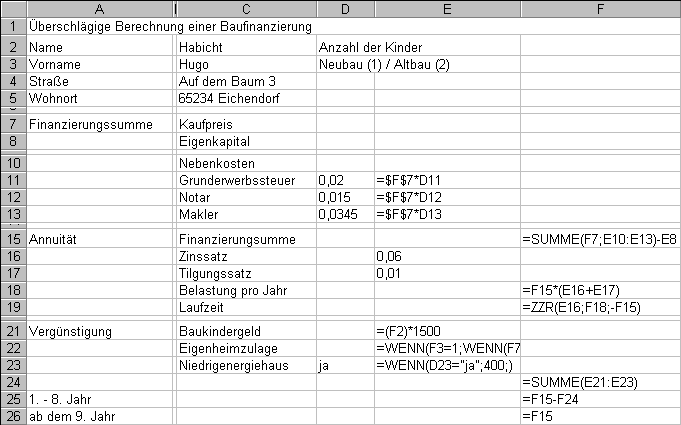 A B C D E F
1 Überschlägige Berechnung einer Baufinanzierung
2 Name Habicht Anzahl der Kinder
3 Vorname Hugo Neubau (1) / Altbau (2)
4 Straße Auf dem Baum 3
5 Wohnort 65234 Eichendorf
7 Finanzierungssumme Kaufpreis
8 Eigenkapital
10 Nebenkosten
11 Grunderwerbssteuer 0,02 =$F$7*D11
12 Notar 0,015 =$F$7*D12
13 Makler 0,0345 =$F$7*D13
15 Annuität Finanzierungsumme =SUMME(F7;E10:E13)-E8
16 Zinssatz 0,06
17 Tilgungssatz 0,01
18 Belastung pro Jahr =F15*(E16+E17)
19 Laufzeit =ZZR(E16;F18;-F15)
21 Vergünstigung Baukindergeld =(F2)*1500
22 Eigenheimzulage =WENN(F3=1;WENN(F7
23 Niedrigenergiehaus ja =WENN(D23="ja";400;)
24 =SUMME(E21:E23)
25 1. - 8. Jahr =F15-F24
26 ab dem 9. Jahr =F15